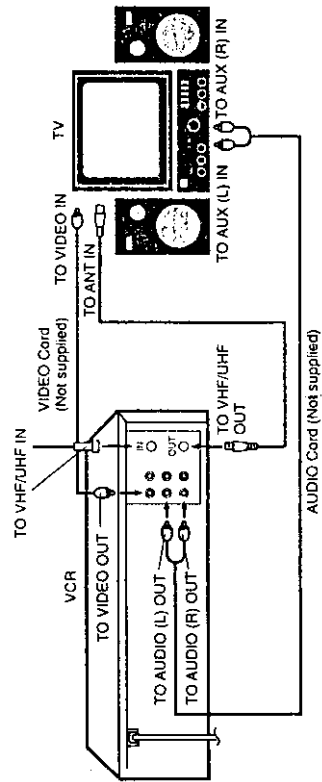 TV
TO VIDEO IN
TO ANT IN
TO AUX (L) IN
TO AUX (R) IN
VIDEO Cord
(Not supplied)
TO VHF/UHF IN
VCR
TO VIDEO OUT
IN
OUT
TO VHF/UHF
OUT
TO AUDIO (L) OUT
TO AUDIO (R) OUT
AUDIO Cord (Not supplied)